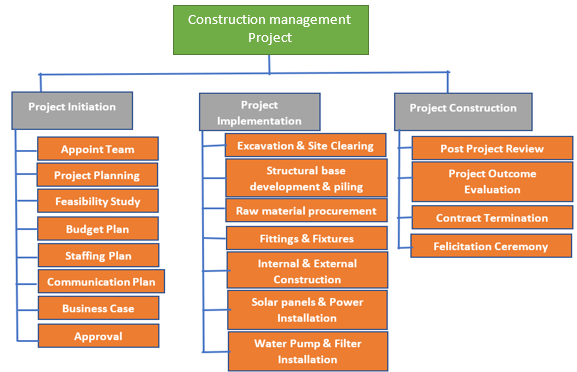 Construction management
Project
Project Initiation
Appoint Team
Project Planning
Feasibility Study
Budget Plan
Staffing Plan
Communication Plan
Business Case
Approval
Project
Implementation
Excavation & Site Clearing
Structural base
development & piling
Raw material procurement
Fittings & Fixtures
Internal & External
Construction
Solar panels & Power
Installation
Water Pump & Filter
Installation
Project Construction
Post Project Review
Project Outcome
Evaluation
Contract Termination
Felicitation Ceremony